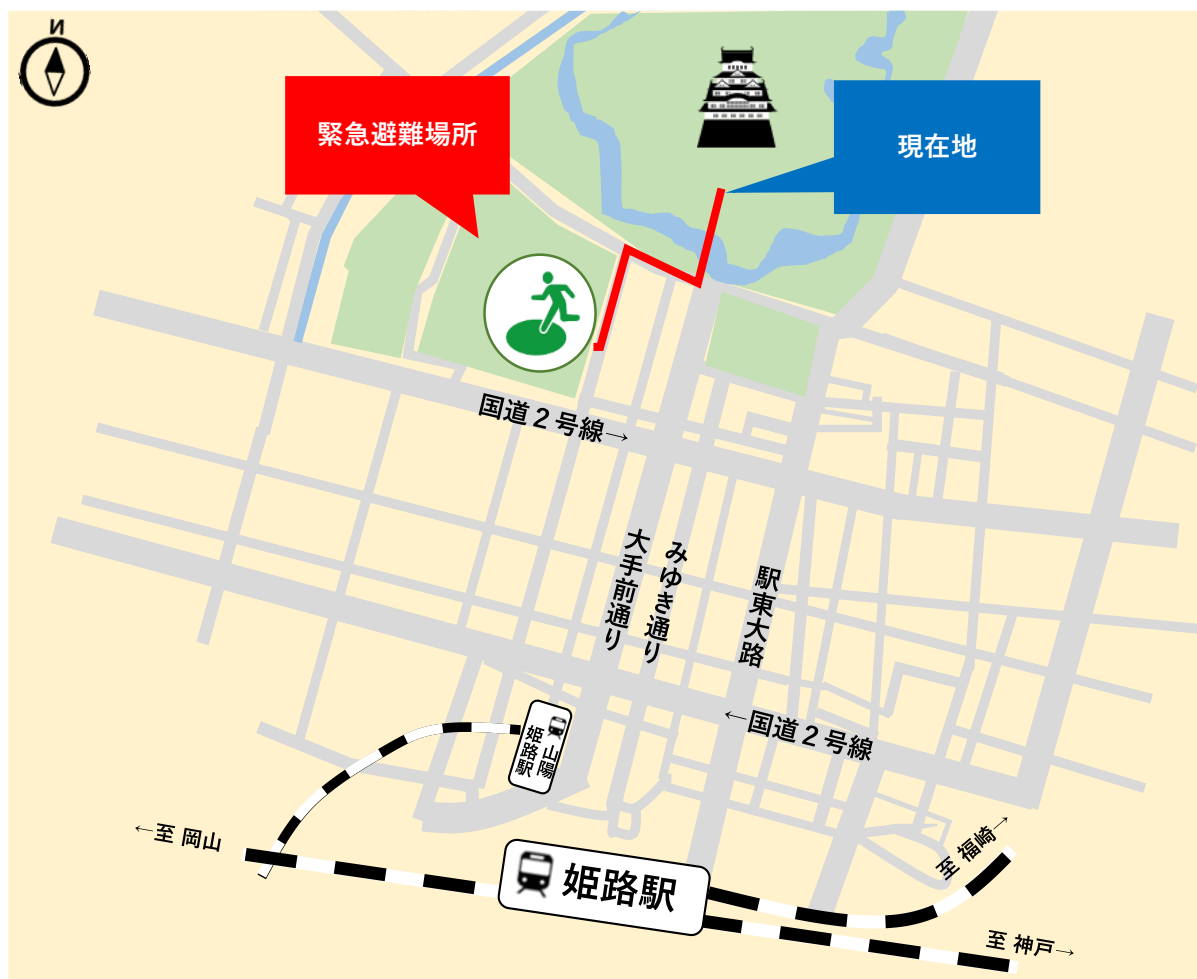 N
緊急避難場所
現在地
国道２号線→
大手前通り
みゆき通り
駅東大路
←国道２号線
山陽
姫路駅
←至 岡山
姫路駅
至 福崎→
至 神戸→